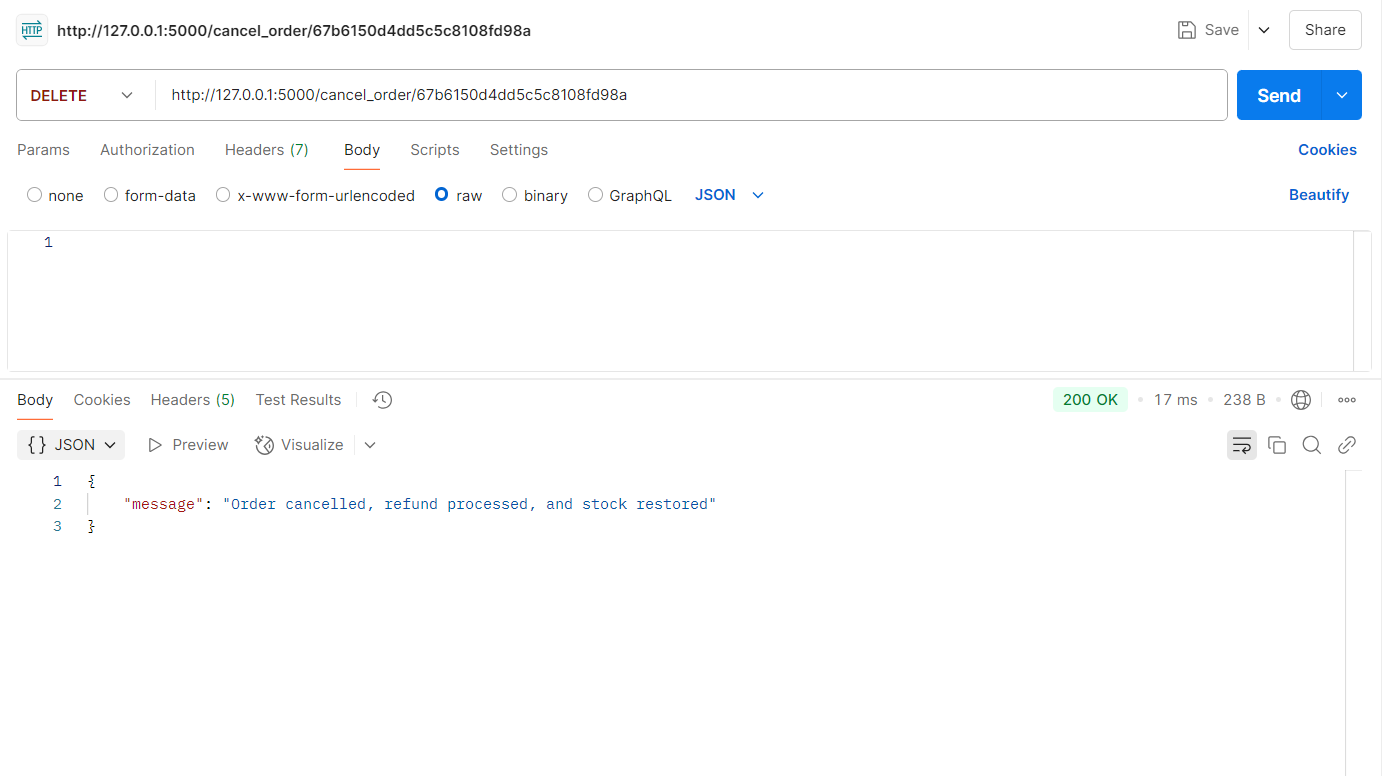 HTTP http://127.0.0.1:5000/cancel_order/67b6150d4dd5c5c8108fd98a Save Share
DELETE http://127.0.0.1:5000/cancel_order/67b6150d4dd5c5c8108fd98a Send
Params Authorization Headers (7) Body Scripts Settings Cookies
none form-data x-www-form-urlencoded raw binary GraphQL JSON Beautify
1
Body Cookies Headers (5) Test Results 200 OK • 17 ms • 238 B •
{} JSON Preview Visualize
1 {
2 "message": "Order cancelled, refund processed, and stock restored"
3 }